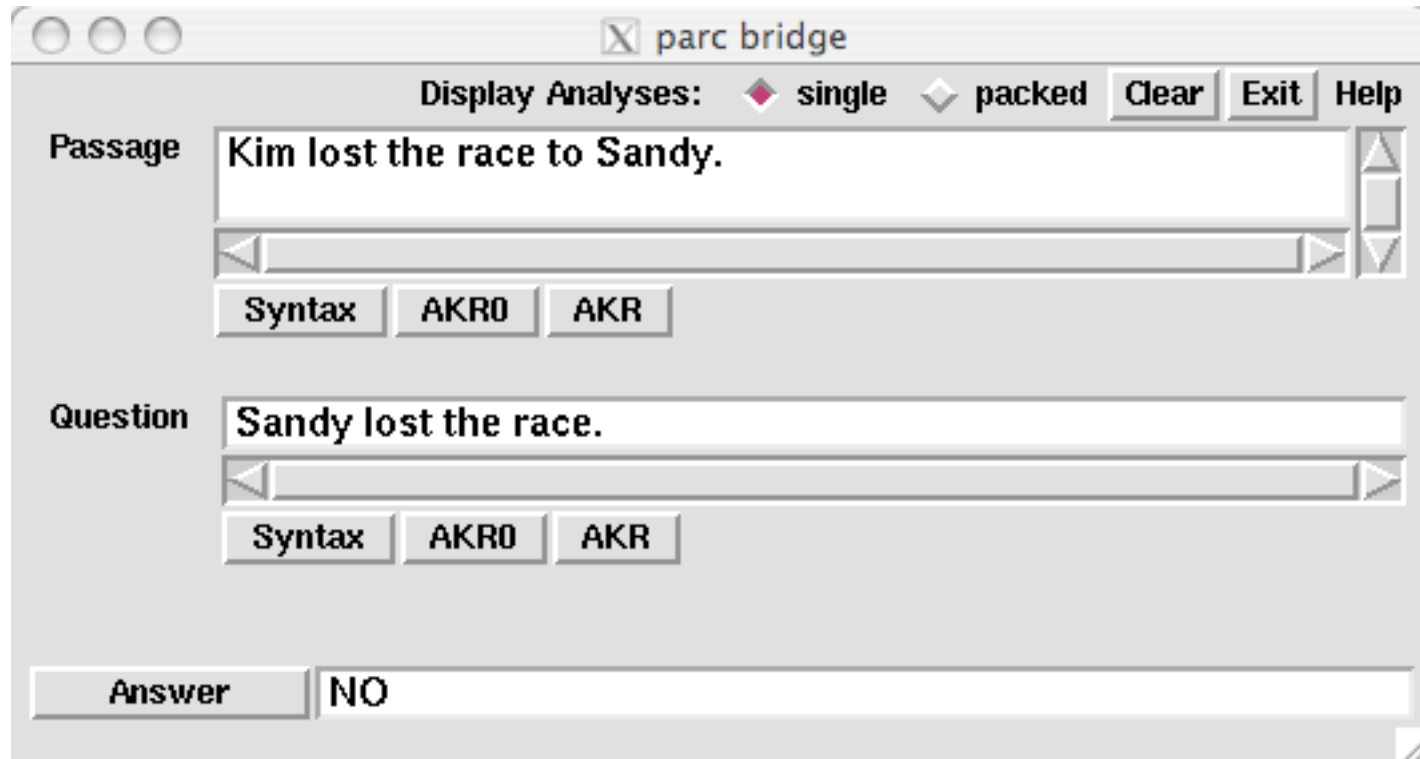 parc bridge
Display Analyses: single packed Clear Exit Help
Passage Kim lost the race to Sandy.
Syntax AKR0 AKR
Question Sandy lost the race.
Syntax AKR0 AKR
Answer NO